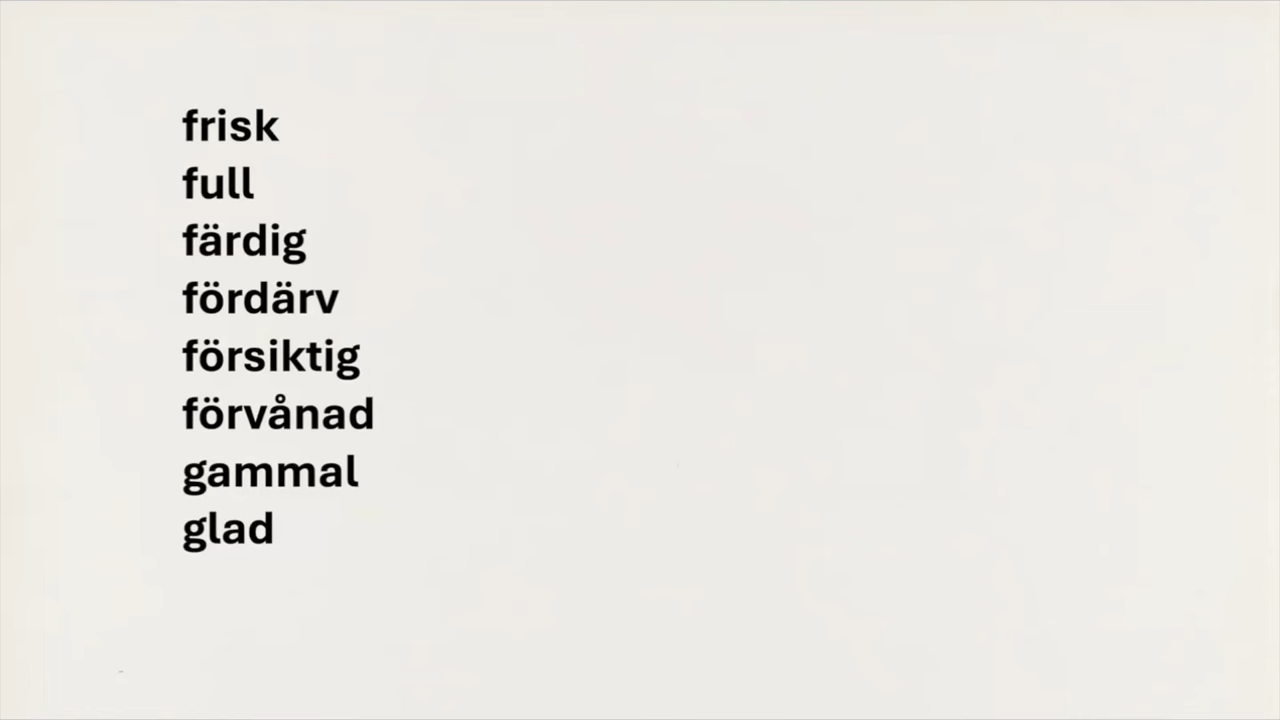 frisk
full
färdig
fördärv
försiktig
förvånad
gammal
glad